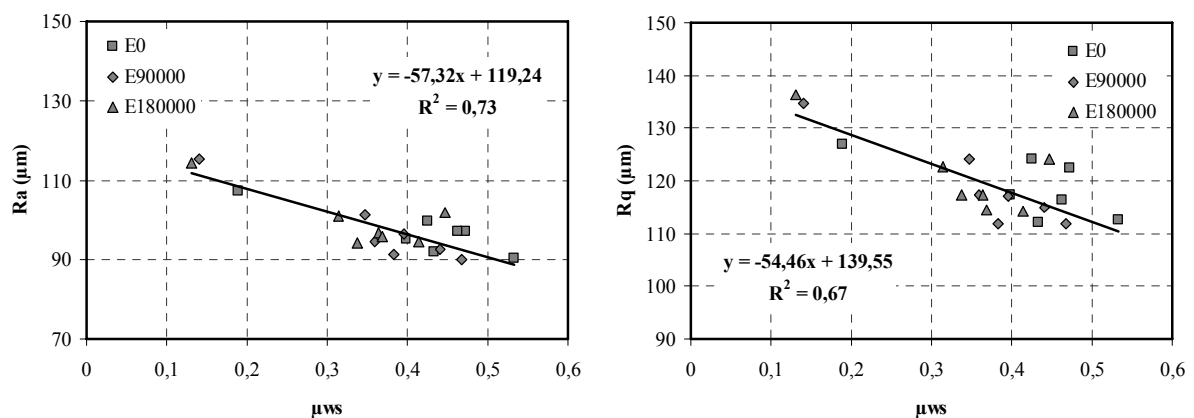 150
130
110
90
70
Ra (µm)
E0
E90000
E180000
y = -57,32x + 119,24
R² = 0,73
0
0,1
0,2
0,3
0,4
0,5
0,6
µws
150
140
130
120
110
100
90
Rq (µm)
E0
E90000
E180000
y = -54,46x + 139,55
R² = 0,67
0
0,1
0,2
0,3
0,4
0,5
0,6
µws